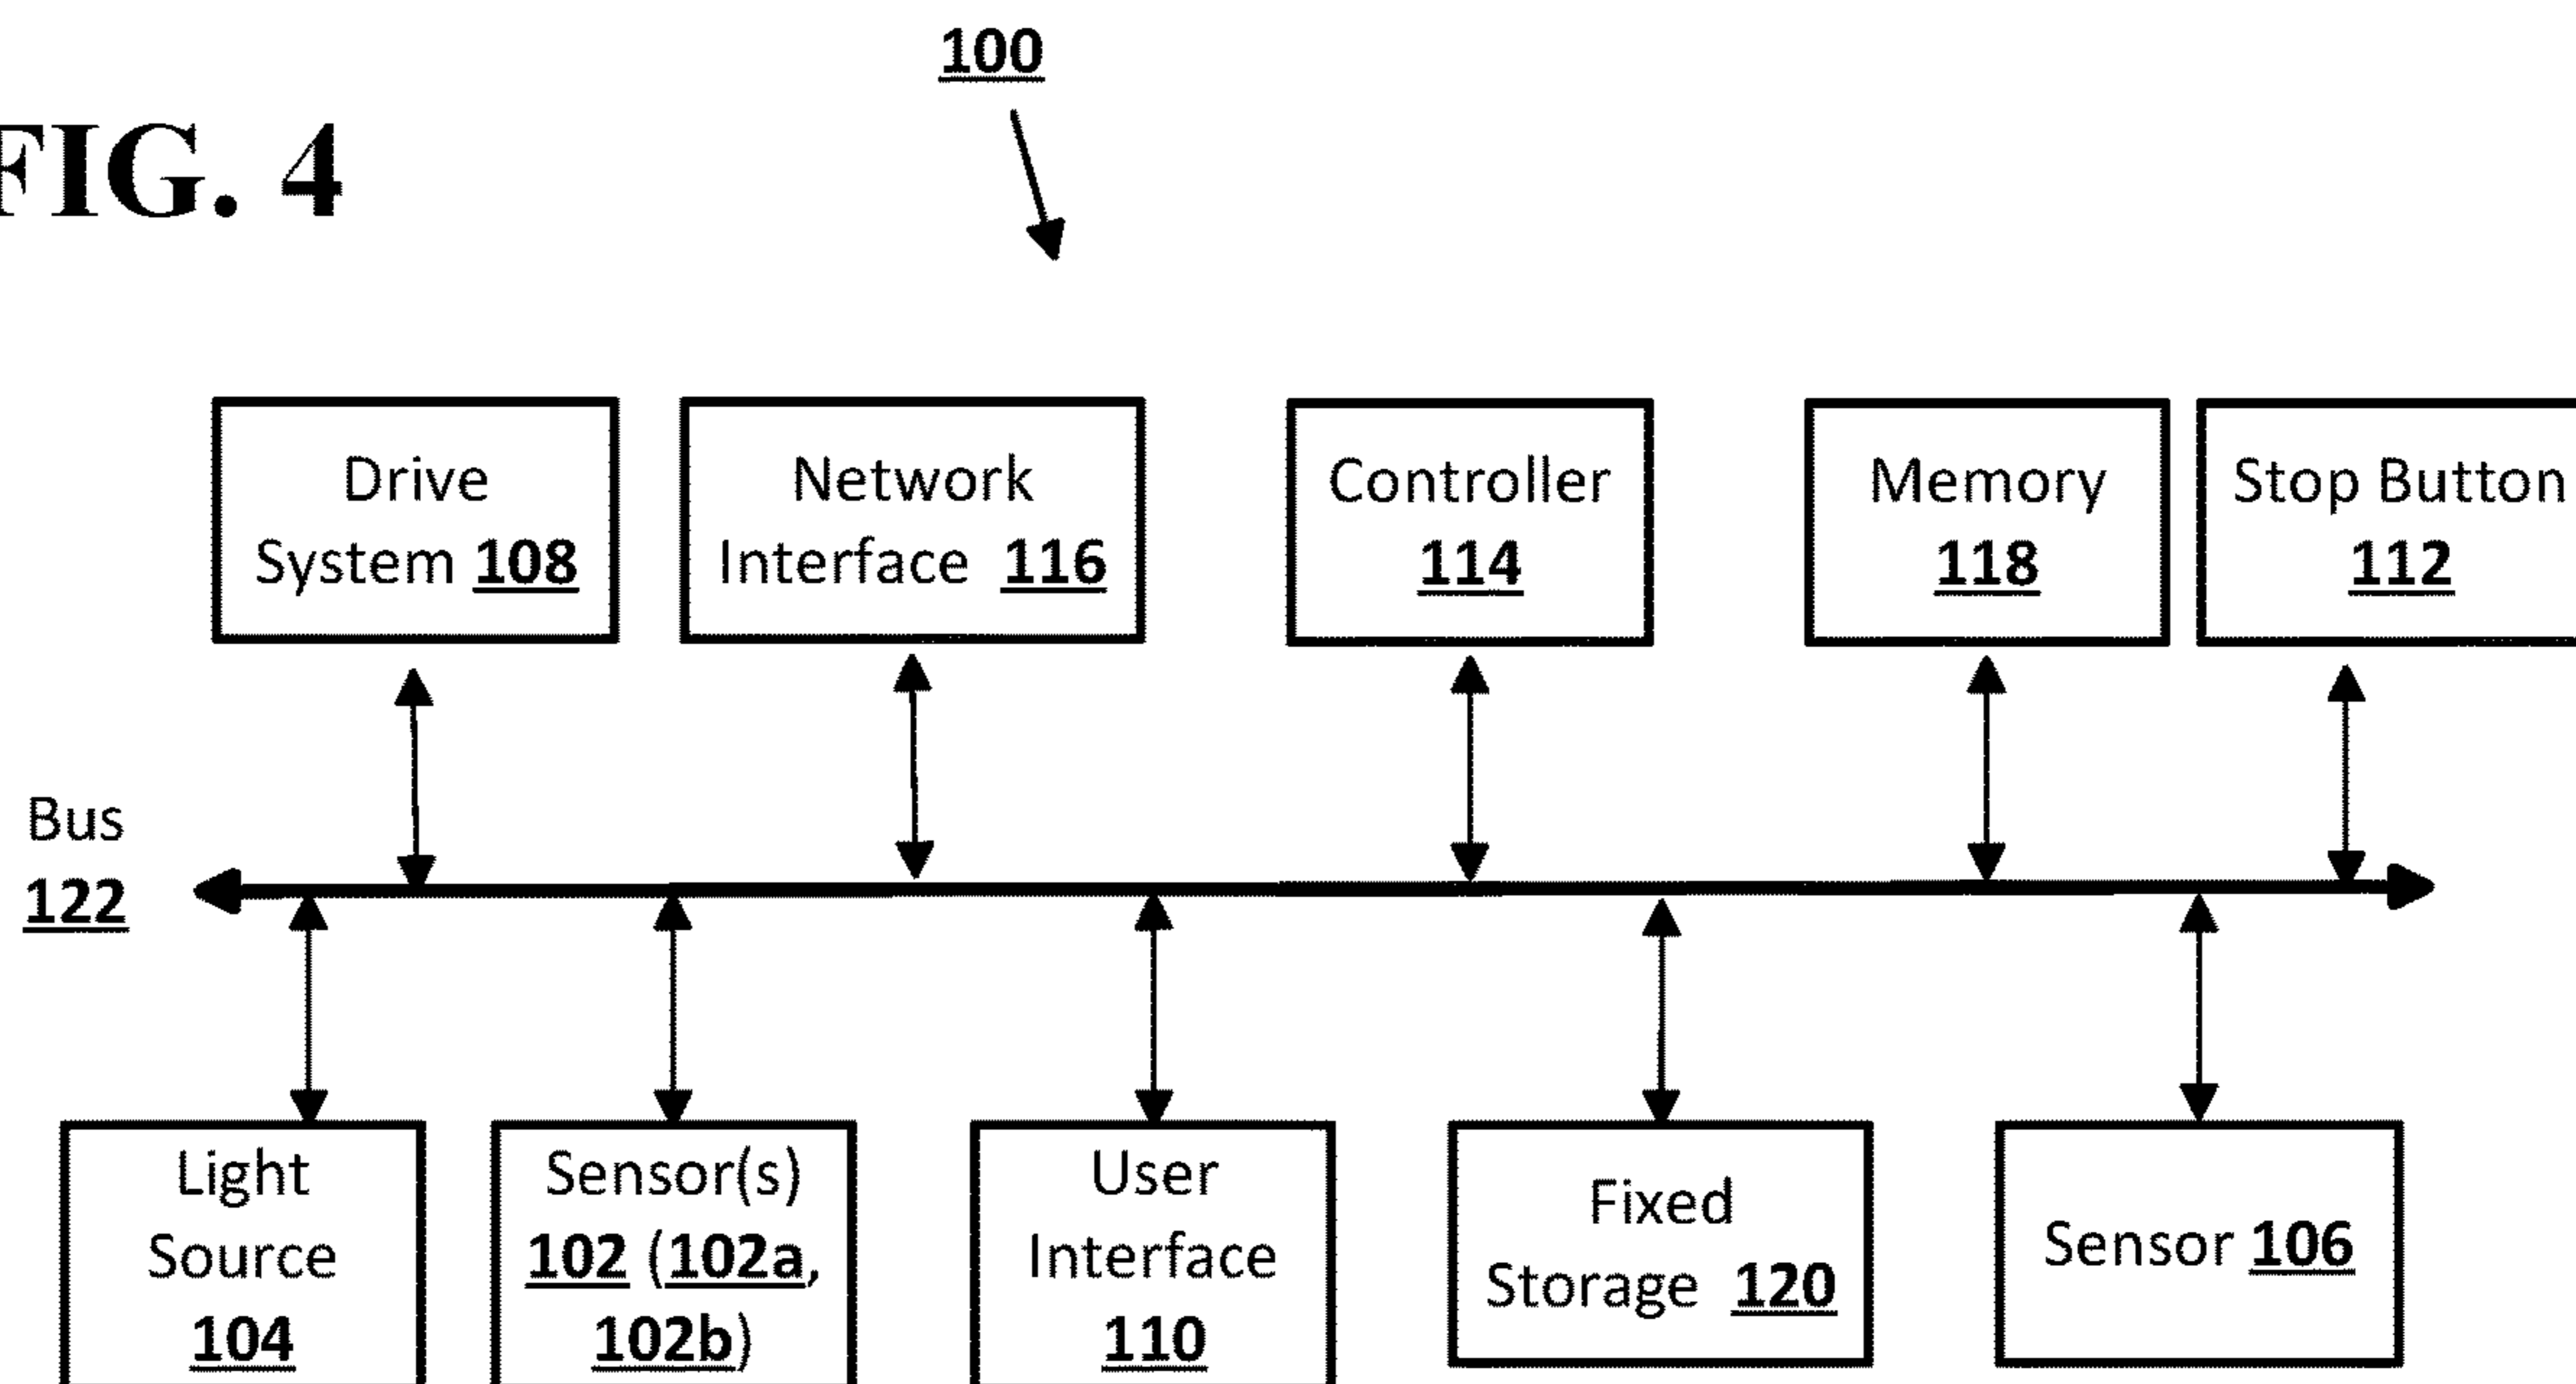 100
FIG. 4
Drive
System 108
Network
Interface 116
Controller
114
Memory
118
Stop Button
112
Bus
122
Light
Source
104
Sensor(s)
102 (102a,
102b)
User
Interface
110
Fixed
Storage 120
Sensor 106